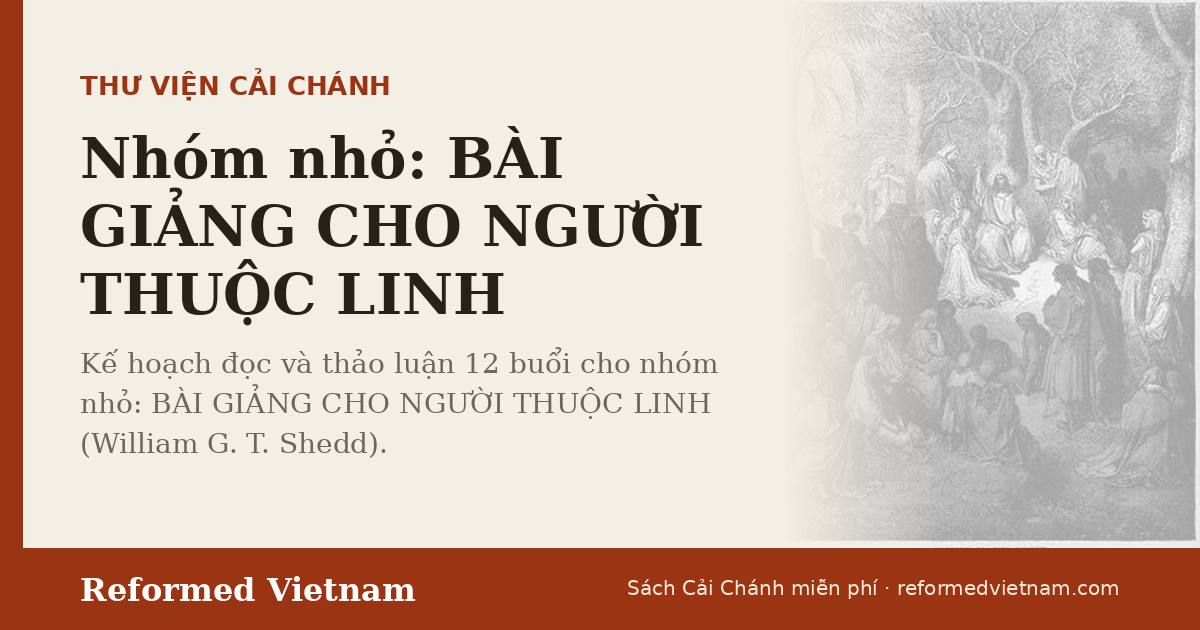 THƯ VIỆN CẢI CHÁNH
Nhóm nhỏ: BÀI
GIẢNG CHO NGƯỜI
THUỘC LINH
Kế hoạch đọc và thảo luận 12 buổi cho nhóm
nhỏ: BÀI GIẢNG CHO NGƯỜI THUỘC LINH
(William G. T. Shedd).
Reformed Vietnam
Sách Cải Chánh miễn phí · reformedvietnam.com